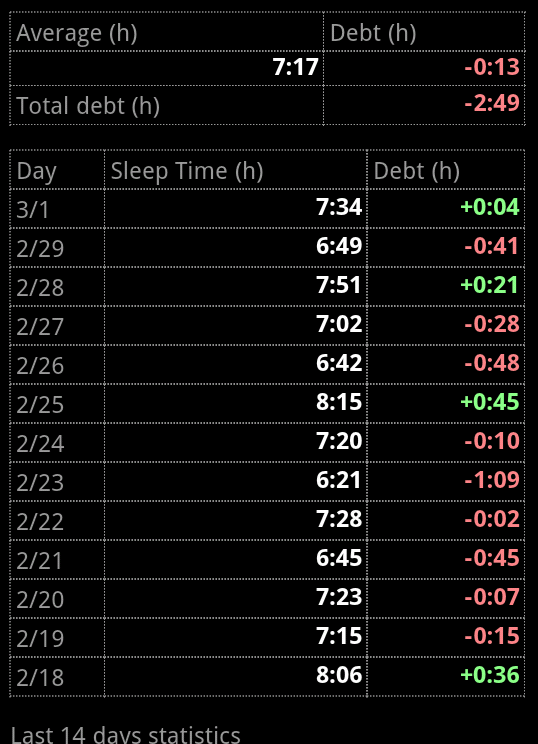 Average (h) Debt (h)
7:17 -0:13
Total debt (h) -2:49
Day Sleep Time (h) Debt (h)
3/1 7:34 +0:04
2/29 6:49 -0:41
2/28 7:51 +0:21
2/27 7:02 -0:28
2/26 6:42 -0:48
2/25 8:15 +0:45
2/24 7:20 -0:10
2/23 6:21 -1:09
2/22 7:28 -0:02
2/21 6:45 -0:45
2/20 7:23 -0:07
2/19 7:15 -0:15
2/18 8:06 +0:36
Last 14 days statistics